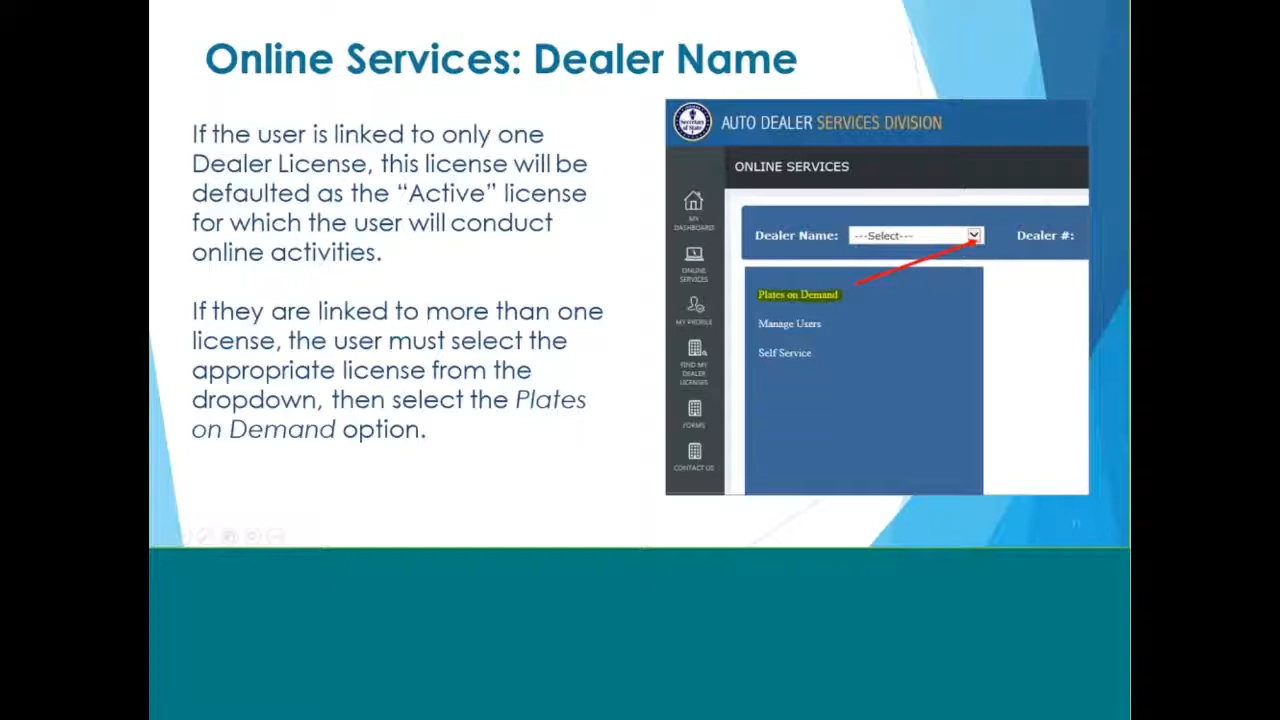 Online Services: Dealer Name
If the user is linked to only one
Dealer License, this license will be
defaulted as the “Active” license
for which the user will conduct
online activities.
If they are linked to more than one
license, the user must select the
appropriate license from the
dropdown, then select the Plates
on Demand option.
Secretary
of State
AUTO DEALER SERVICES DIVISION
ONLINE SERVICES
MY
DASHBOARD
ONLINE
SERVICES
MY PROFILE
FIND MY
DEALER
LICENSES
FORMS
CONTACT US
Dealer Name: ---Select--- Dealer #:
Plates on Demand
Manage Users
Self Service
11